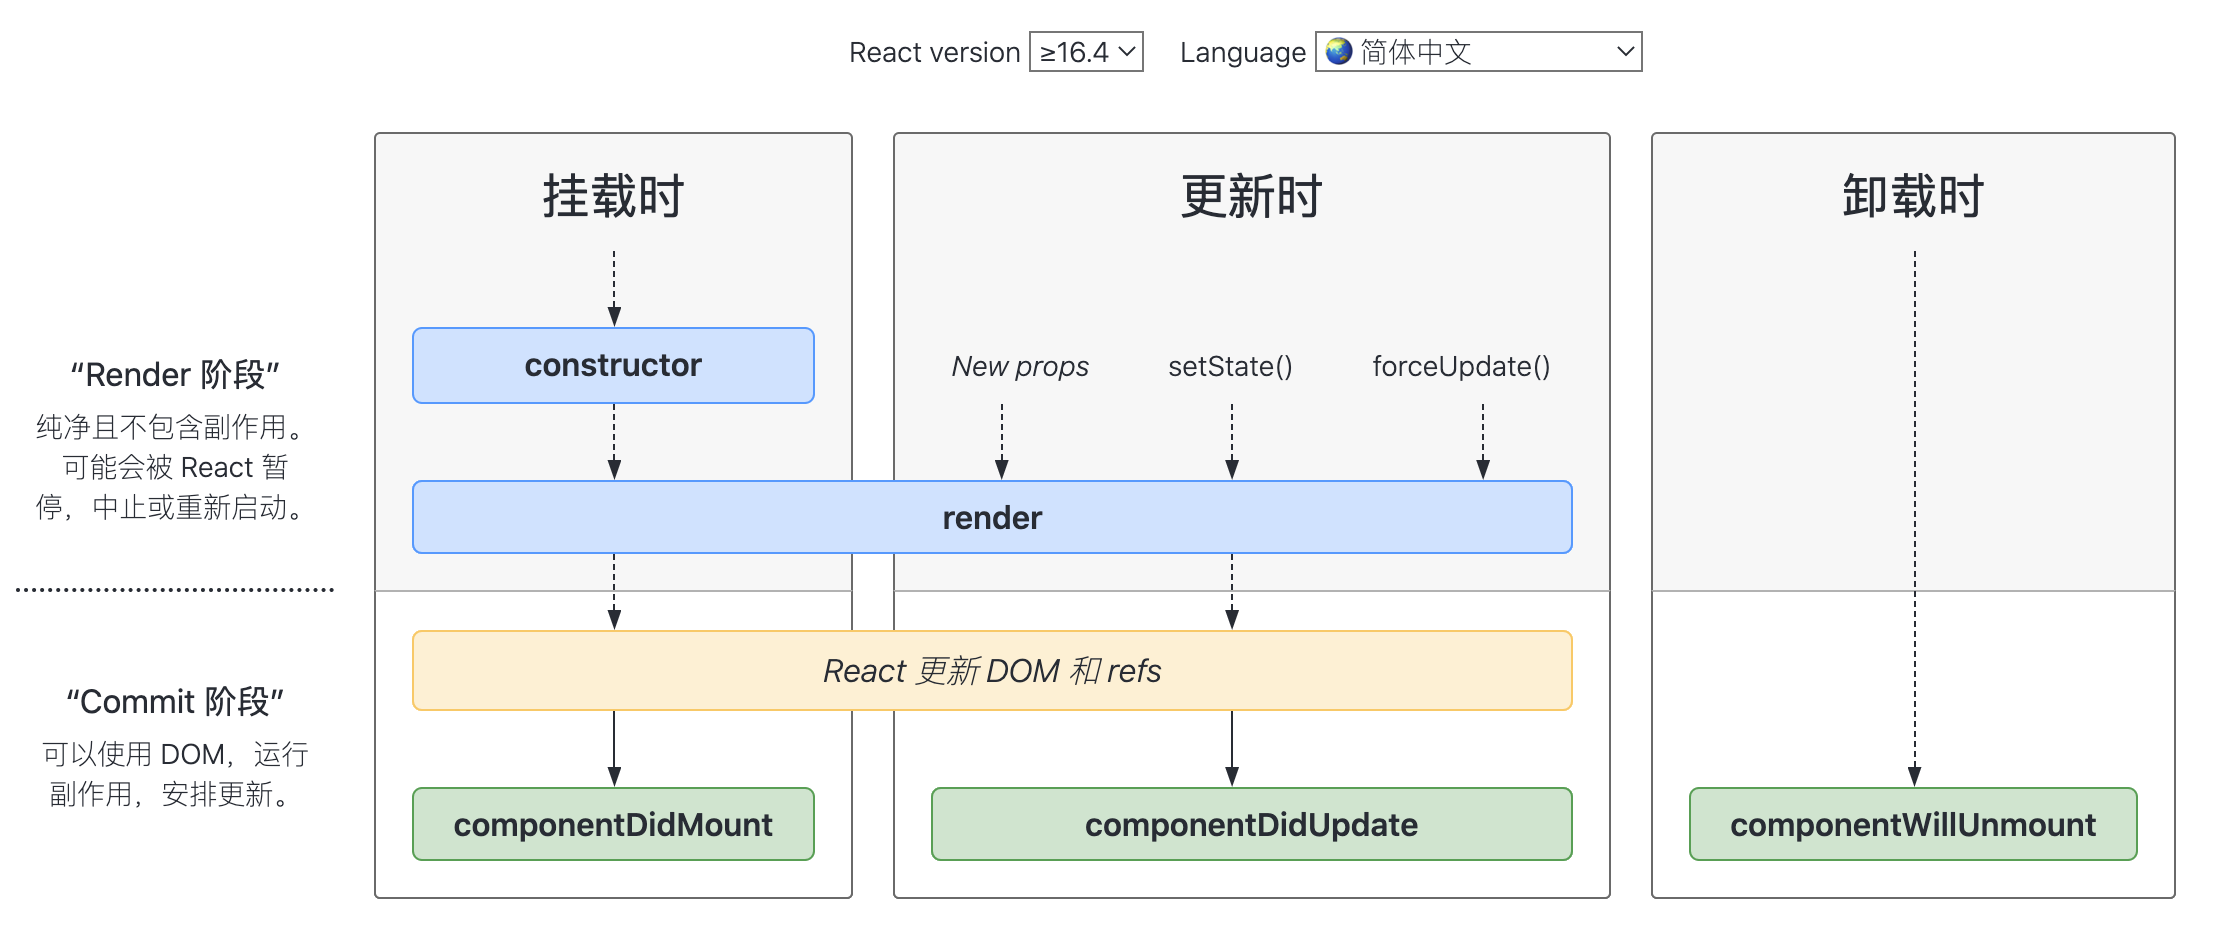 React version ≥16.4 Language 简体中文
挂载时
更新时
卸载时
“Render 阶段”
纯净且不包含副作用。
可能会被 React 暂
停，中止或重新启动。
constructor
New props setState() forceUpdate()
render
“Commit 阶段”
可以使用 DOM，运行
副作用，安排更新。
React 更新 DOM 和 refs
componentDidMount
componentDidUpdate
componentWillUnmount